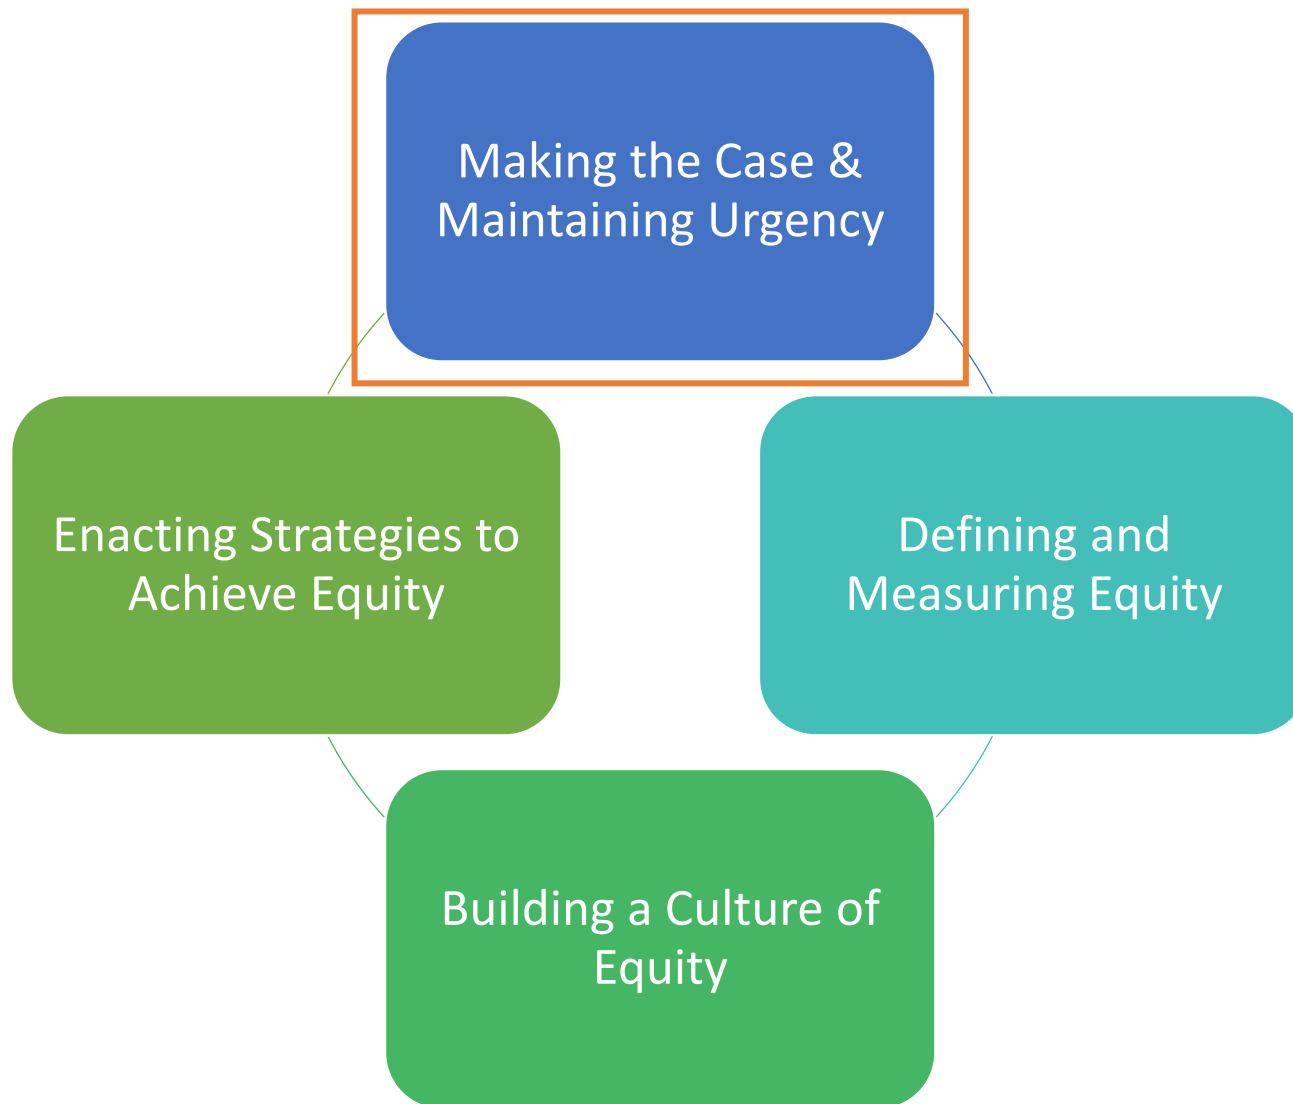 Making the Case &
Maintaining Urgency
Enacting Strategies to
Achieve Equity
Defining and
Measuring Equity
Building a Culture of
Equity